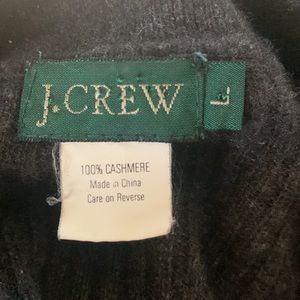 J.CREW
L
100% CASHMERE
Made in China
Care on Reverse